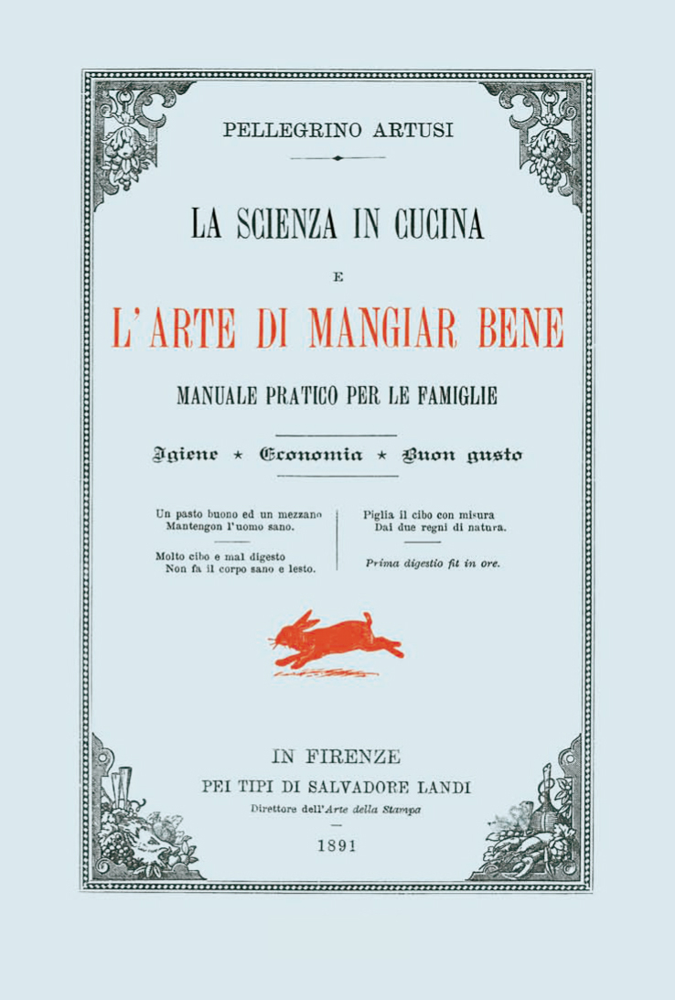 PELLEGRINO ARTUSI
LA SCIENZA IN CUCINA
E
L'ARTE DI MANGIAR BENE
MANUALE PRATICO PER LE FAMIGLIE
Igiene ★ Economia ★ Buon gusto
Un pasto buono ed un mezzano
Mantengon l'uomo sano.
Molto cibo e mal digesto
Non fa il corpo sano e lesto.
Piglia il cibo con misura
Dai due regni di natura.
Prima digestio fit in ore.
IN FIRENZE
PEI TIPI DI SALVADORE LANDI
Direttore dell'Arte della Stampa
1891